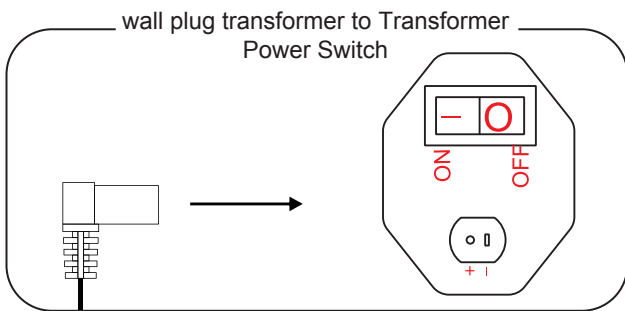 wall plug transformer to Transformer
Power Switch
| O
ON OFF
+ −